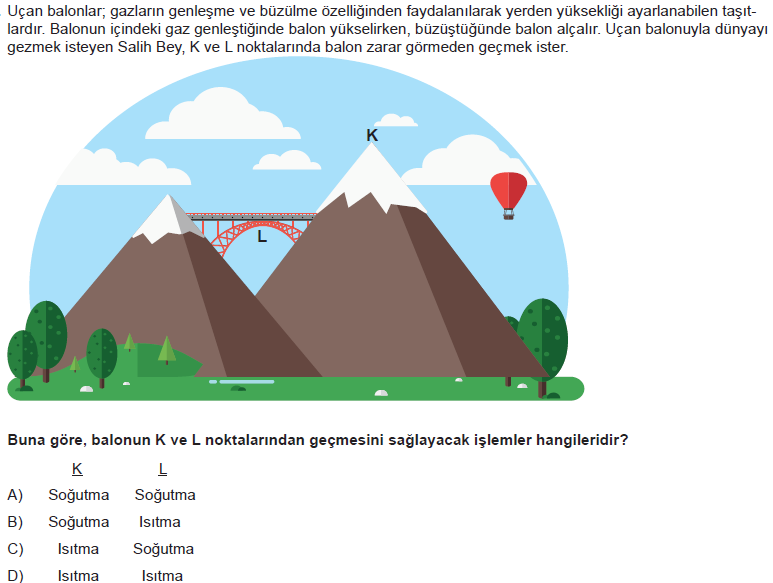 Uçan balonlar; gazların genleşme ve büzülme özelliğinden faydalanılarak yerden yüksekliği ayarlanabilen taşıt-
lardır. Balonun içindeki gaz genleştiğinde balon yükselirken, büzüştüğünde balon alçalır. Uçan balonuyla dünyayı
gezmek isteyen Salih Bey, K ve L noktalarında balon zarar görmeden geçmek ister.
K
L
Buna göre, balonun K ve L noktalarından geçmesini sağlayacak işlemler hangileridir?
K L
A) Soğutma Soğutma
B) Soğutma Isıtma
C) Isıtma Soğutma
D) Isıtma Isıtma